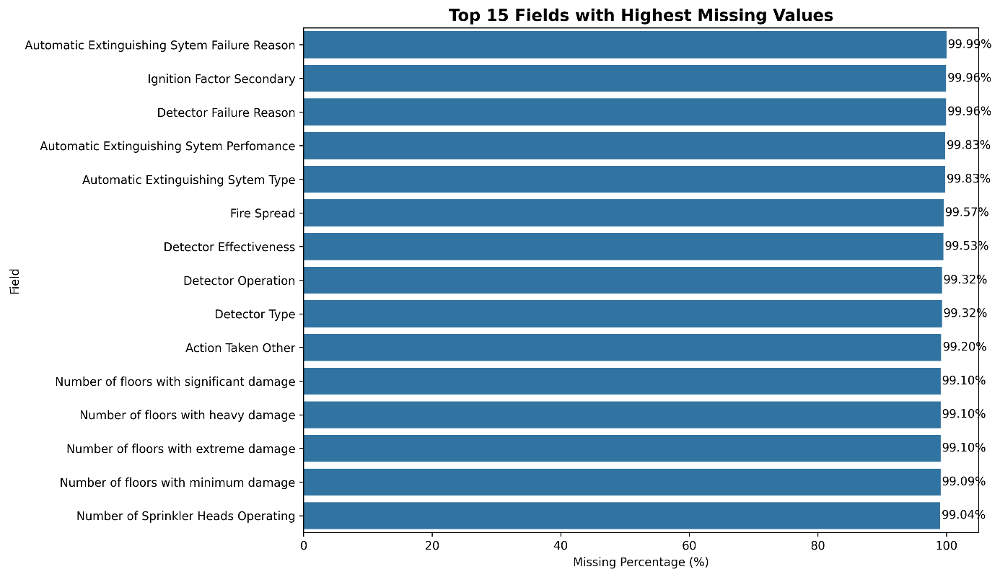 Top 15 Fields with Highest Missing Values
Automatic Extinguishing Sytem Failure Reason 99.99%
Ignition Factor Secondary 99.96%
Detector Failure Reason 99.96%
Automatic Extinguishing Sytem Perfomance 99.83%
Automatic Extinguishing Sytem Type 99.83%
Fire Spread 99.57%
Detector Effectiveness 99.53%
Detector Operation 99.32%
Detector Type 99.32%
Action Taken Other 99.20%
Number of floors with significant damage 99.10%
Number of floors with heavy damage 99.10%
Number of floors with extreme damage 99.10%
Number of floors with minimum damage 99.09%
Number of Sprinkler Heads Operating 99.04%
Field
0 20 40 60 80 100
Missing Percentage (%)